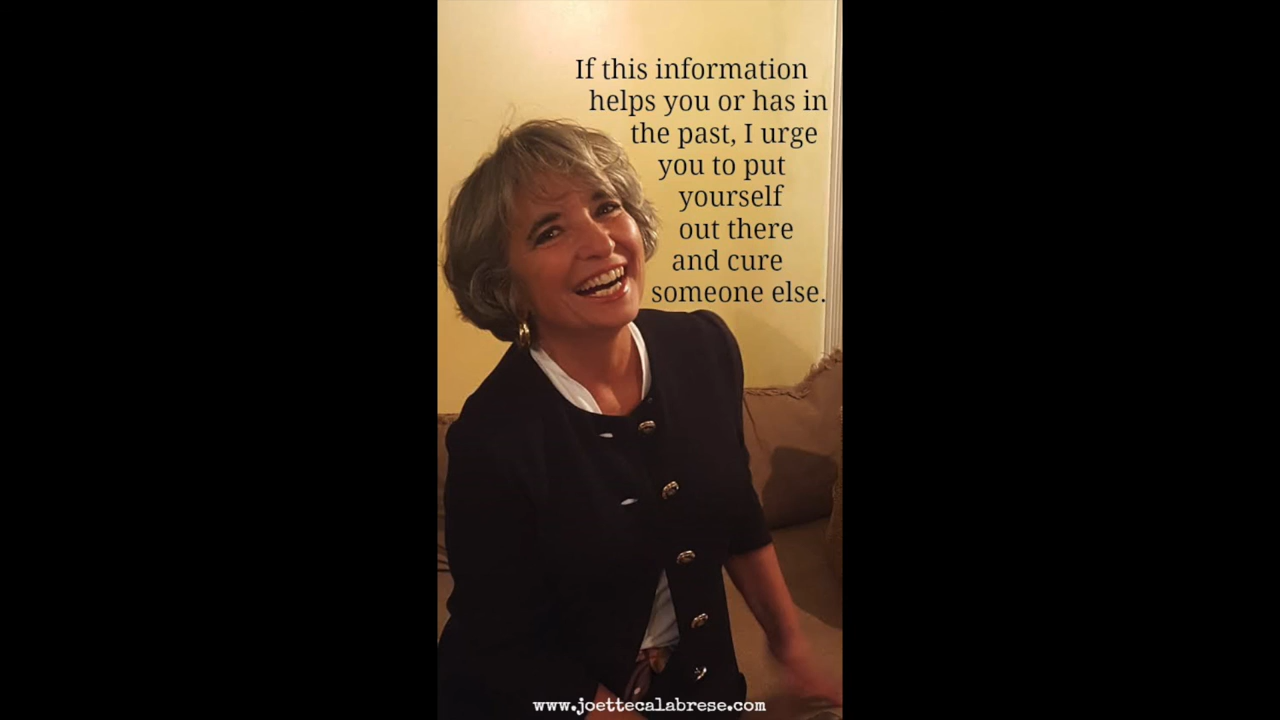 If this information
helps you or has in
the past, I urge
you to put
yourself
out there
and cure
someone else.
www.joettecalabrese.com